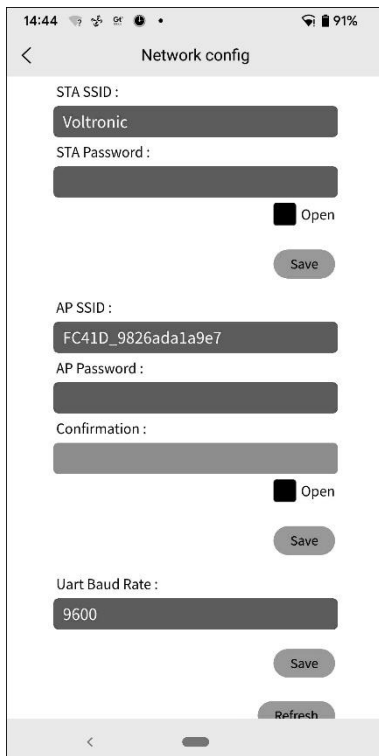 14:44 91%
Network config
STA SSID :
Voltronic
STA Password :
Open
Save
AP SSID :
FC41D_9826ada1a9e7
AP Password :
Confirmation :
Open
Save
Uart Baud Rate :
9600
Save
Refresh